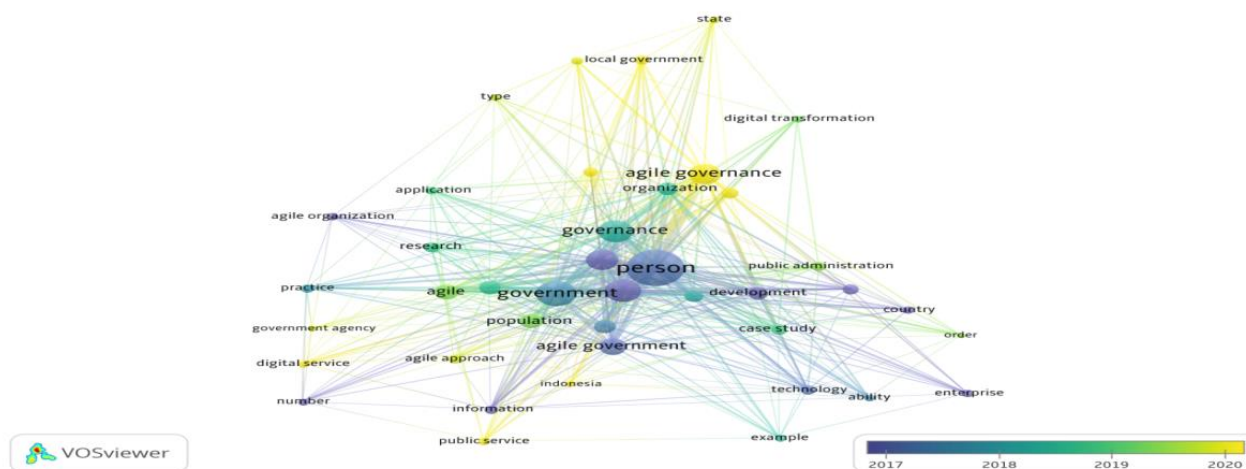 state
local government
type
digital transformation
agile governance
organization
application
agile organization
governance
research
person
public administration
practice
agile
government
development
country
population
government agency
case study
order
agile government
digital service
agile approach
indonesia
technology
enterprise
ability
number
information
public service
example
VOSviewer
2017 2018 2019 2020